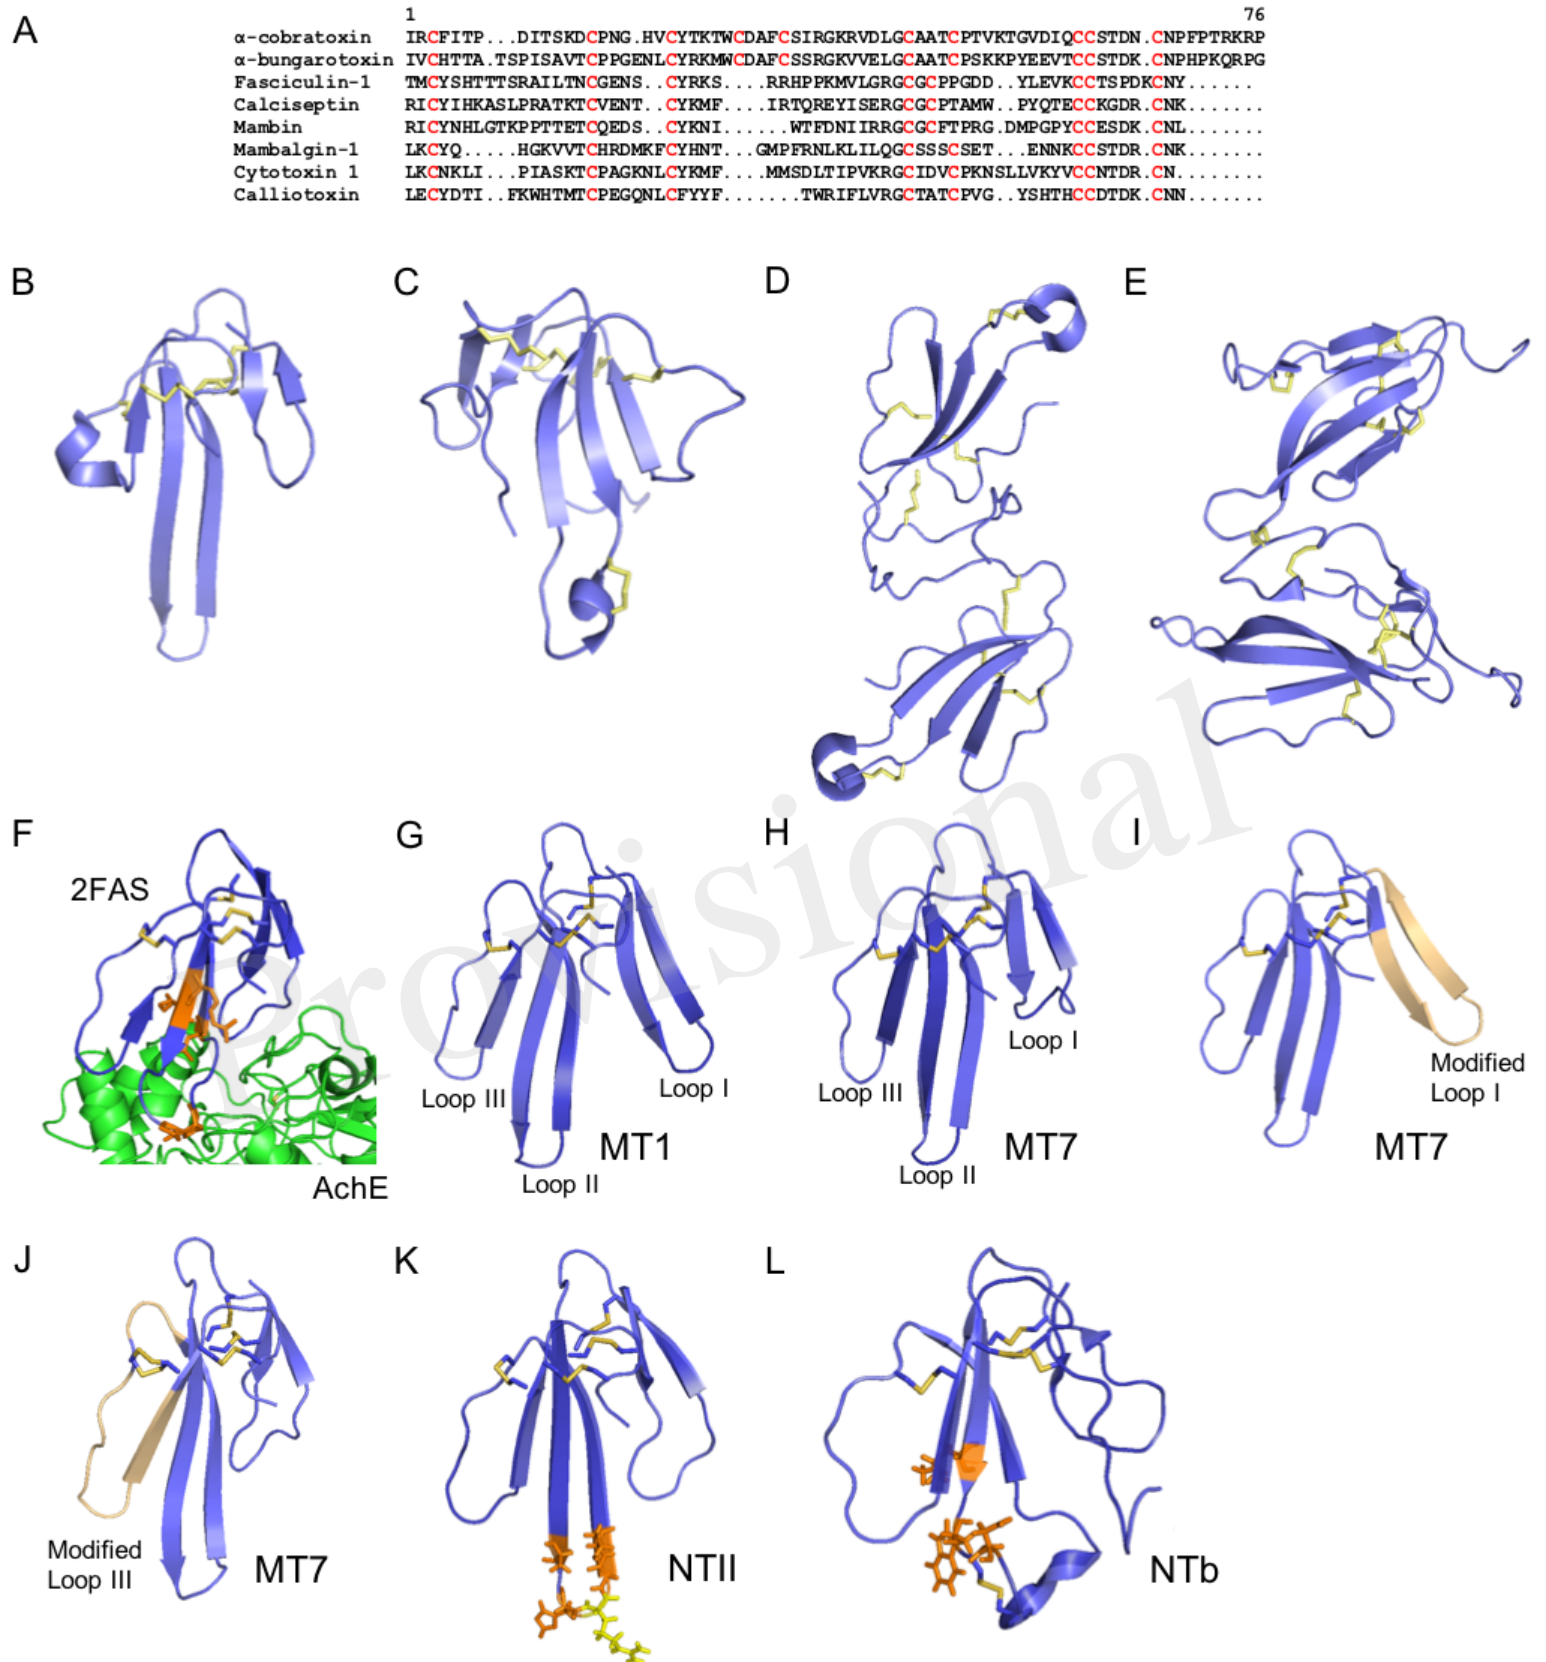 A
1 76
α-cobratoxin IRCFITP...DITSKDCPNG.HVCYTKTWCDAFCSIRGKRVDLGCAATCPTVKTGVDIQCCSTDN.CNPFPTRKRP
α-bungarotoxin IVCHTTA.TSPISAVTCPPGENLCYRKMWCDAFCSSRGKVVELGCAATCPSKKPYEEVTCCSTDK.CNPHPKQRPG
Fasciculin-1 TMCYSHTTTSRAILTNCGENS..CYRKS....RRHPPKMVLGRGCGCPPGDD..YLEVKCCTSPDKCNY.......
Calciseptin RICYIHKASLPRATKTCVENT..CYKMF....IRTQREYISERGCGCPTAMW..PYQTECCKGDR.CNK.......
Mambin RICYNHLGTKPPTTETCQEDS..CYKNI......WTFDNIIRRGCGCFTPRG.DMPGPYCCESDK.CNL.......
Mambalgin-1 LKCYQ.....HGKVVTCHRDMKFCYHNT...GMPFRNLKLILQGCSSSCSET...ENNKCCSTDR.CNK.......
Cytotoxin 1 LKCNKLI...PIASKTCPAGKNLCYKMF....MMSDLTIPVKRGCIDVCPKNSLLVKYVCCNTDR.CN........
Calliotoxin LECYDTI..FKWHTMTCPEGQNLCFYYF.......TWRIFLVRGCTATCPVG..YSHTHCCDTDK.CNN.......
B
C
D
E
F
2FAS
AchE
G
Loop III
Loop I
Loop II
MT1
H
Loop I
Loop III
Loop II
MT7
I
Modified
Loop I
MT7
J
Modified
Loop III
MT7
K
NTII
L
NTb
Provisional